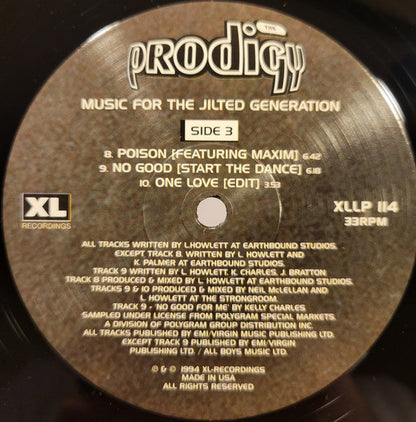 THE
prodigy
MUSIC FOR THE JILTED GENERATION
SIDE 3
8. POISON [FEATURING MAXIM] 6:42
9. NO GOOD [START THE DANCE] 6:18
10. ONE LOVE [EDIT] 3:53
XL
RECORDINGS
XLLP 114
33RPM
ALL TRACKS WRITTEN BY L.HOWLETT AT EARTHBOUND STUDIOS.
EXCEPT TRACK 8. WRITTEN BY L. HOWLETT AND
K. PALMER AT EARTHBOUND STUDIOS.
TRACK 9 WRITTEN BY L. HOWLETT. K. CHARLES. J. BRATTON.
TRACK 8 PRODUCED & MIXED BY L. HOWLETT AT EARTHBOUND STUDIOS.
TRACKS 9 & 10 PRODUCED & MIXED BY NEIL McLELLAN AND
L. HOWLETT AT THE STRONGROOM.
TRACK 9 - 'NO GOOD FOR ME' BY KELLY CHARLES.
SAMPLED UNDER LICENSE FROM POLYGRAM SPECIAL MARKETS.
A DIVISION OF POLYGRAM GROUP DISTRIBUTION INC.
ALL TRACKS PUBLISHED BY EMI/VIRGIN MUSIC PUBLISHING LTD.
EXCEPT TRACK 9 PUBLISHED BY EMI/VIRGIN
PUBLISHING LTD. / ALL BOYS MUSIC LTD.
℗ & © 1994 XL-RECORDINGS
MADE IN USA
ALL RIGHTS RESERVED